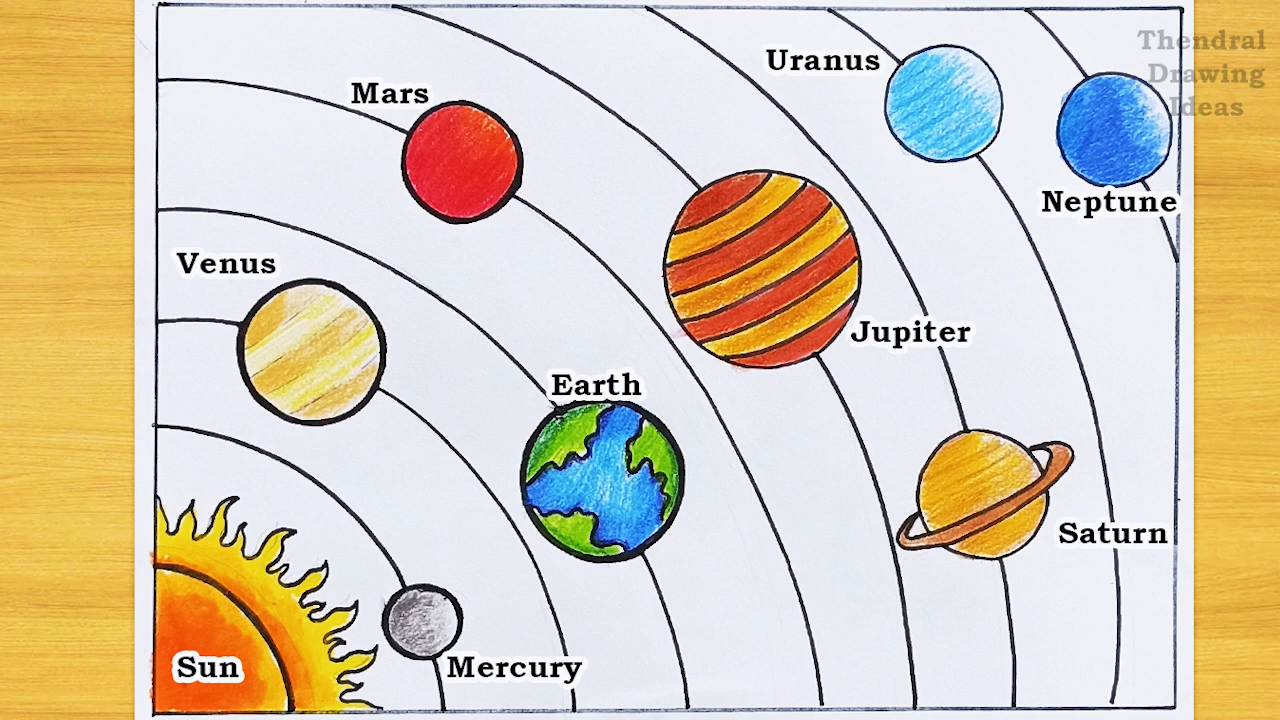 Thendral
Drawing
Ideas
Uranus
Mars
Neptune
Venus
Jupiter
Earth
Saturn
Sun
Mercury